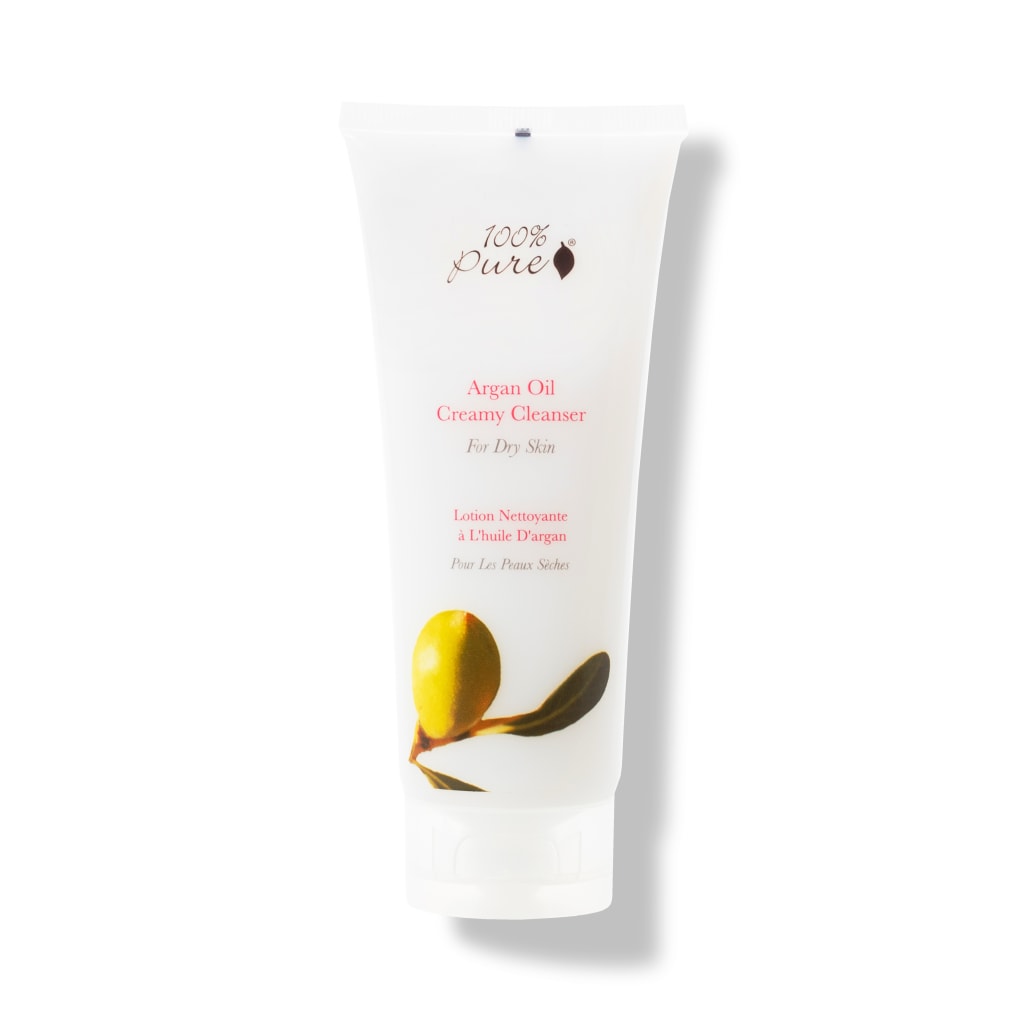 100%
Pure®
Argan Oil
Creamy Cleanser
For Dry Skin
Lotion Nettoyante
à L'huile D'argan
Pour Les Peaux Sèches